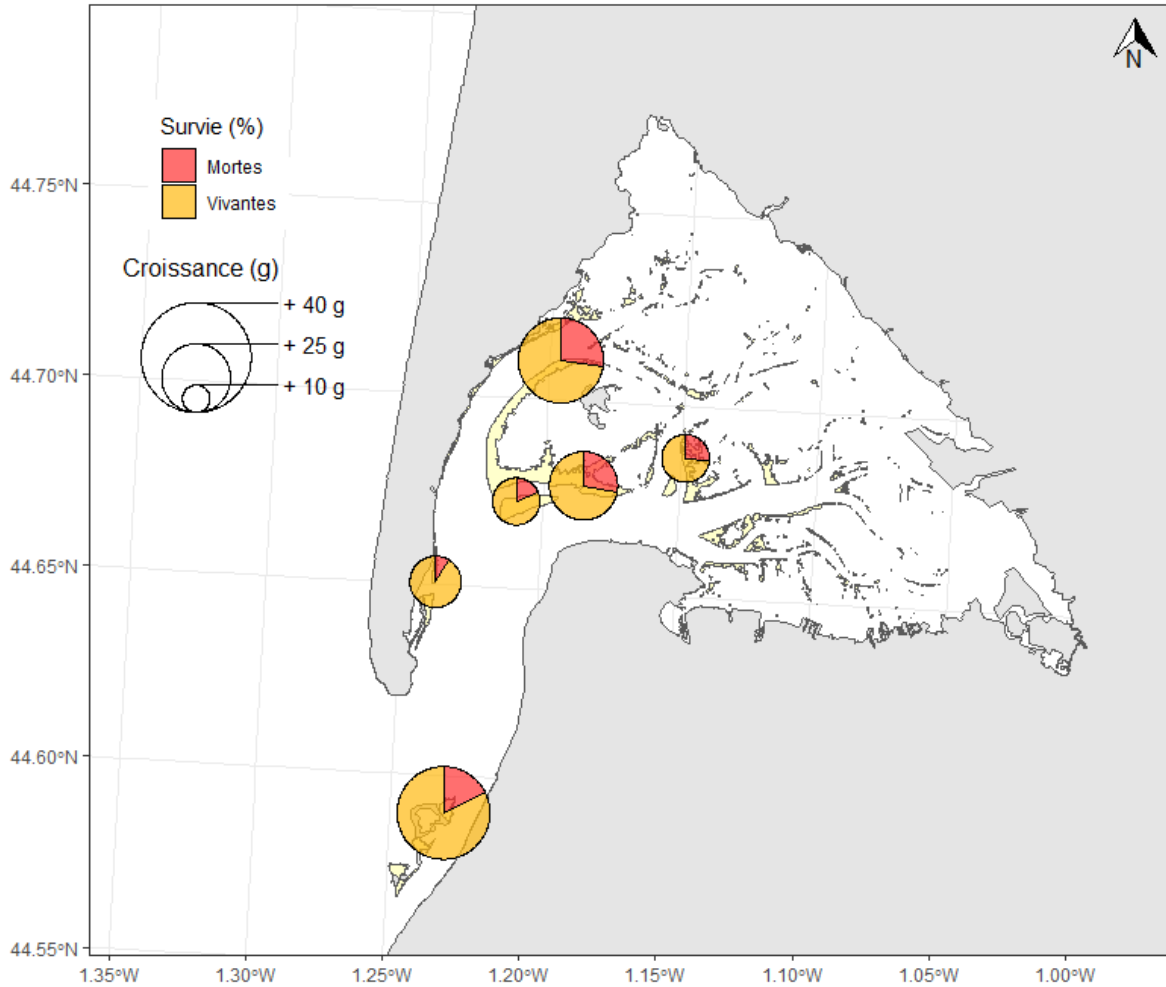 N
Survie (%)
Mortes
Vivantes
Croissance (g)
+ 40 g
+ 25 g
+ 10 g
44.75°N
44.70°N
44.65°N
44.60°N
44.55°N
1.35°W 1.30°W 1.25°W 1.20°W 1.15°W 1.10°W 1.05°W 1.00°W